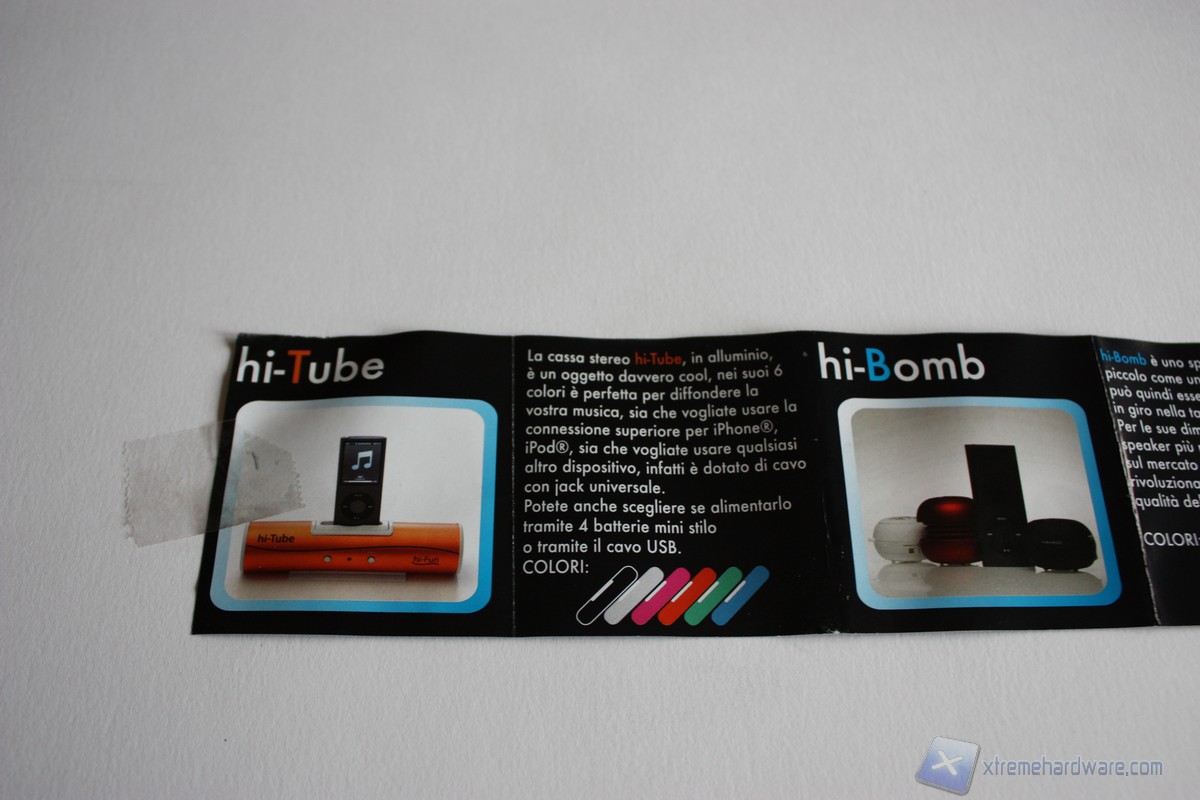 hi-Tube
hi-Tube
hi-Fun
La cassa stereo hi-Tube, in alluminio,
è un oggetto davvero cool, nei suoi 6
colori è perfetta per diffondere la
vostra musica, sia che vogliate usare la
connessione superiore per iPhone®,
iPod®, sia che vogliate usare qualsiasi
altro dispositivo, infatti è dotato di cavo
con jack universale.
Potete anche scegliere se alimentarlo
tramite 4 batterie mini stilo
o tramite il cavo USB.
COLORI:
hi-Bomb
hi-Bomb è uno sp
piccolo come un
può quindi esse
in giro nella ta
Per le sue dim
speaker più
sul mercato
rivoluziona
qualità de
COLORI:
xtremehardware.com